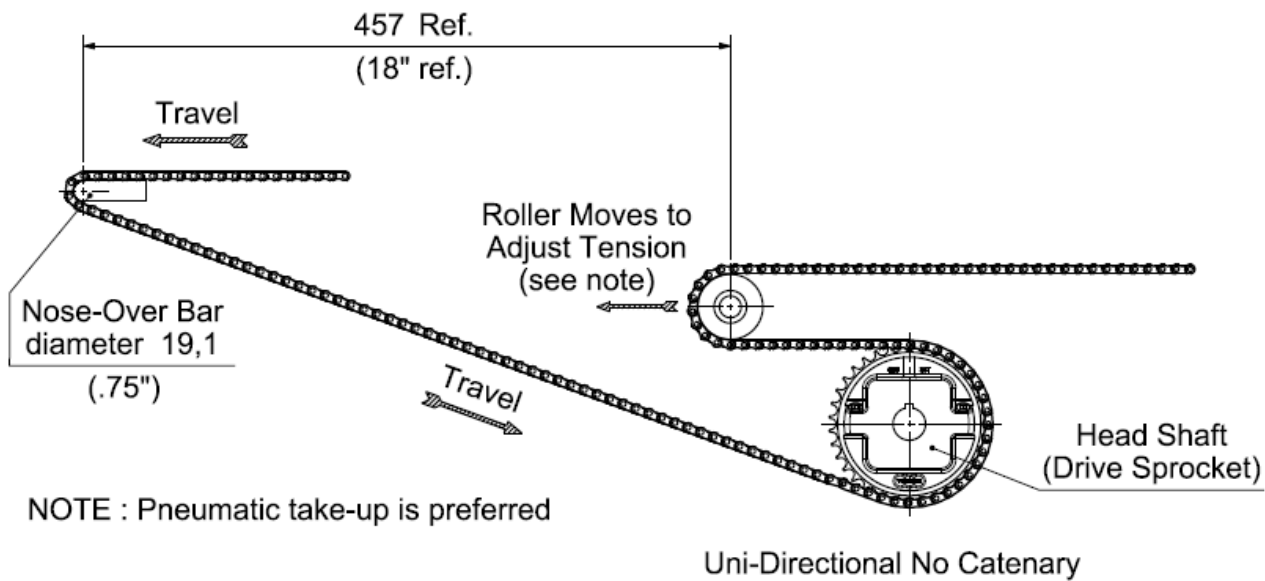 457 Ref.
(18" ref.)
Travel
Roller Moves to
Adjust Tension
(see note)
Nose-Over Bar
diameter 19,1
(.75")
Travel
Head Shaft
(Drive Sprocket)
NOTE : Pneumatic take-up is preferred
Uni-Directional No Catenary